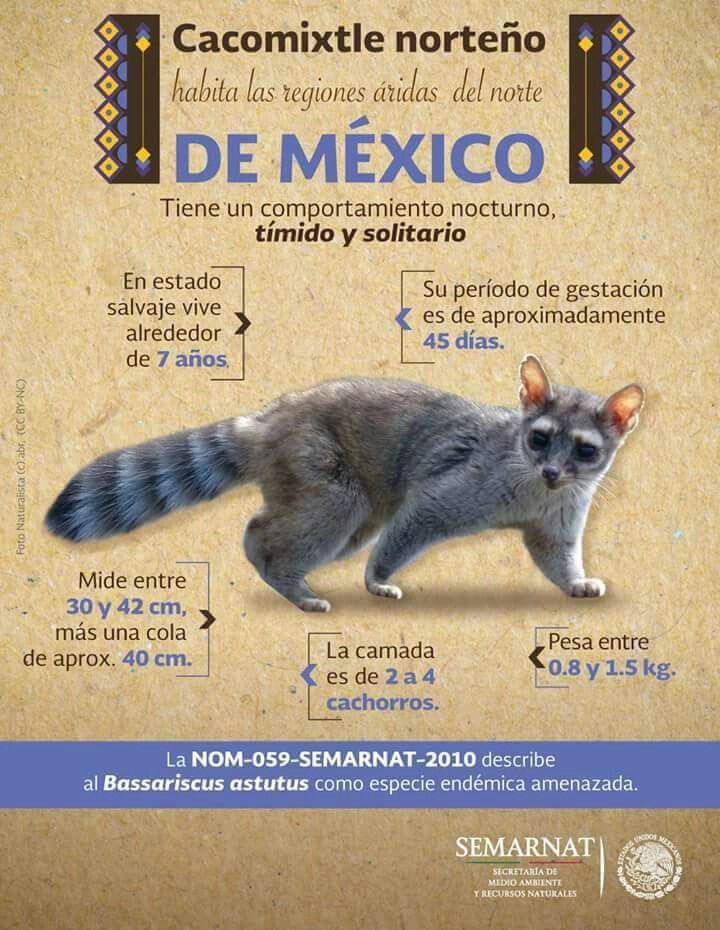 Cacomixtle norteño
habita las regiones áridas del norte
DE MÉXICO
Tiene un comportamiento nocturno,
tímido y solitario
En estado
salvaje vive
alrededor
de 7 años.
Su período de gestación
es de aproximadamente
45 días.
Foto Naturalista (c) abr, (CC BY-NC)
Mide entre
30 y 42 cm,
más una cola
de aprox. 40 cm.
La camada
es de 2 a 4
cachorros.
Pesa entre
0.8 y 1.5 kg.
La NOM-059-SEMARNAT-2010 describe
al Bassariscus astutus como especie endémica amenazada.
SEMARNAT
SECRETARÍA DE
MEDIO AMBIENTE
Y RECURSOS NATURALES
ESTADOS UNIDOS MEXICANOS